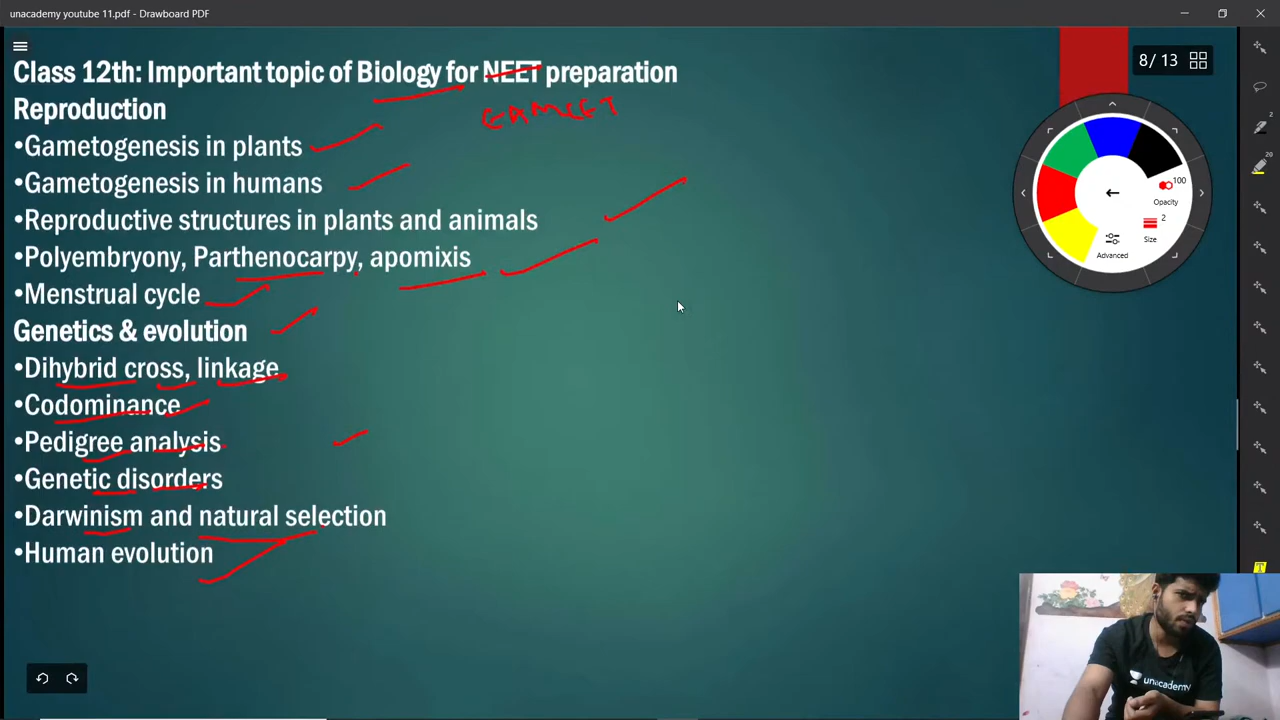 unacademy youtube 11.pdf - Drawboard PDF
8 / 13
Class 12th: Important topic of Biology for NEET preparation
EAMCET
Reproduction
•Gametogenesis in plants
•Gametogenesis in humans
•Reproductive structures in plants and animals
•Polyembryony, Parthenocarpy, apomixis
•Menstrual cycle
Genetics & evolution
•Dihybrid cross, linkage
•Codominance
•Pedigree analysis
•Genetic disorders
•Darwinism and natural selection
•Human evolution
100
Opacity
2
Size
Advanced
2
20
T
unacademy